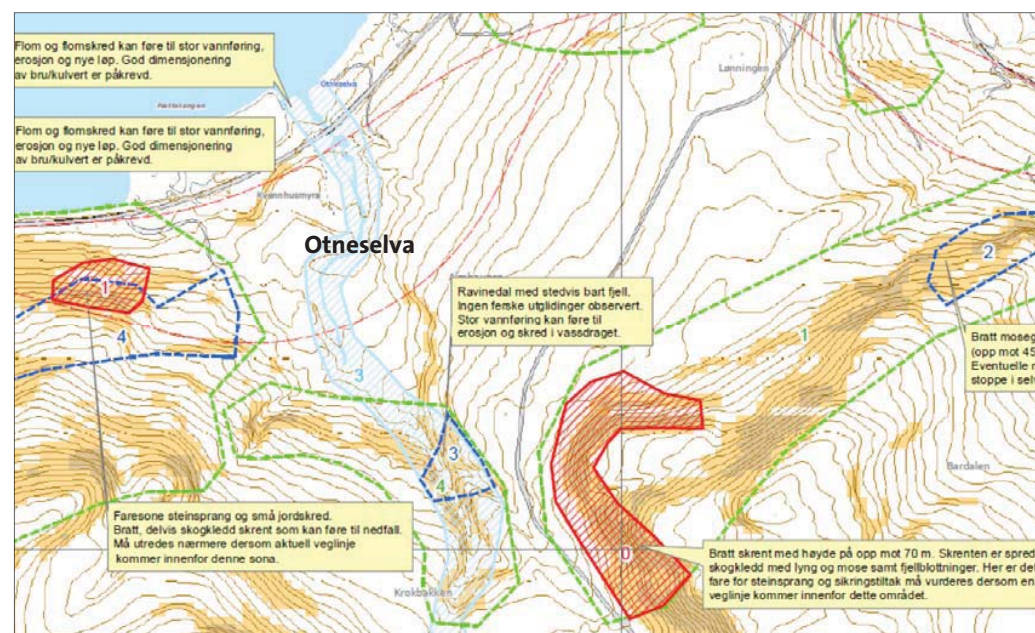 Flom og flomskred kan føre til stor vannføring,
erosjon og nye løp. God dimensjonering
av bru/kulvert er påkrevd.
Otneselva
Lønningen
Flom og flomskred kan føre til stor vannføring,
erosjon og nye løp. God dimensjonering
av bru/kulvert er påkrevd.
Kvennhusmyra
Otneselva
1
4
3
2
1
Ravinedal med stedvis bart fjell.
Ingen ferske utglidinger observert.
Stor vannføring kan føre til
erosjon og skred i vassdraget.
Bratt moseg
(opp mot 45
Eventuelle
stoppe i sel
3
4
Bardalen
Faresone steinsprang og små jordskred.
Bratt, delvis skogkledd skrent som kan føre til nedfall.
Må utredes nærmere dersom aktuell veglinje
kommer innenfor denne sona.
0
Bratt skrent med høyde på opp mot 70 m. Skrenten er spred
skogkledd med lyng og mose samt fjellblottninger. Her er det
fare for steinsprang og sikringstiltak må vurderes dersom en
veglinje kommer innenfor dette området.
Krokbakken